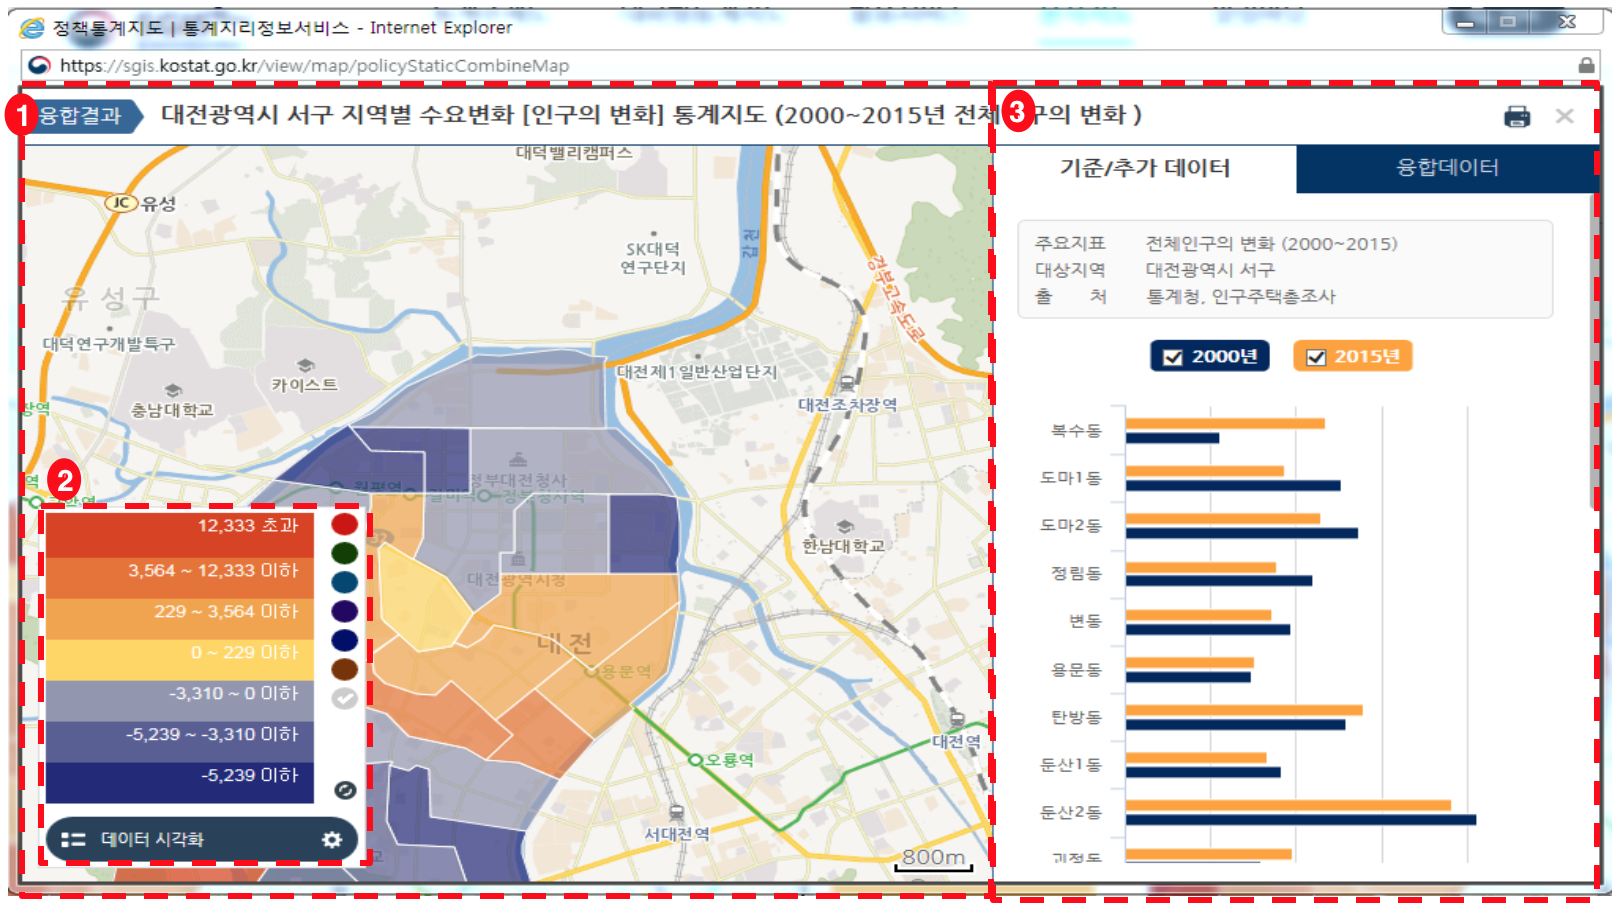 정책통계지도 | 통계지리정보서비스 - Internet Explorer
https://sgis.kostat.go.kr/view/map/policyStaticCombineMap
1
융합결과
대전광역시 서구 지역별 수요변화 [인구의 변화] 통계지도 (2000~2015년 전체
구의 변화 )
3
대덕밸리캠퍼스
JC 유성
갑천
SK대덕
연구단지
경부고속도로
유성구
대덕연구개발특구
카이스트
충남대학교
대전제1일반산업단지
대전조차장역
정부대전청사
원평역
갈마역
정부청사역
한남대학교
대전광역시청
대전
용문역
오룡역
대전역
서대전역
800m
2
12,333 초과
3,564 ~ 12,333 이하
229 ~ 3,564 이하
0 ~ 229 이하
-3,310 ~ 0 이하
-5,239 ~ -3,310 이하
-5,239 이하
데이터 시각화
기준/추가 데이터
융합데이터
주요지표 전체인구의 변화 (2000~2015)
대상지역 대전광역시 서구
출 처 통계청, 인구주택총조사
2000년
2015년
복수동
도마1동
도마2동
정림동
변동
용문동
탄방동
둔산1동
둔산2동
괴정동